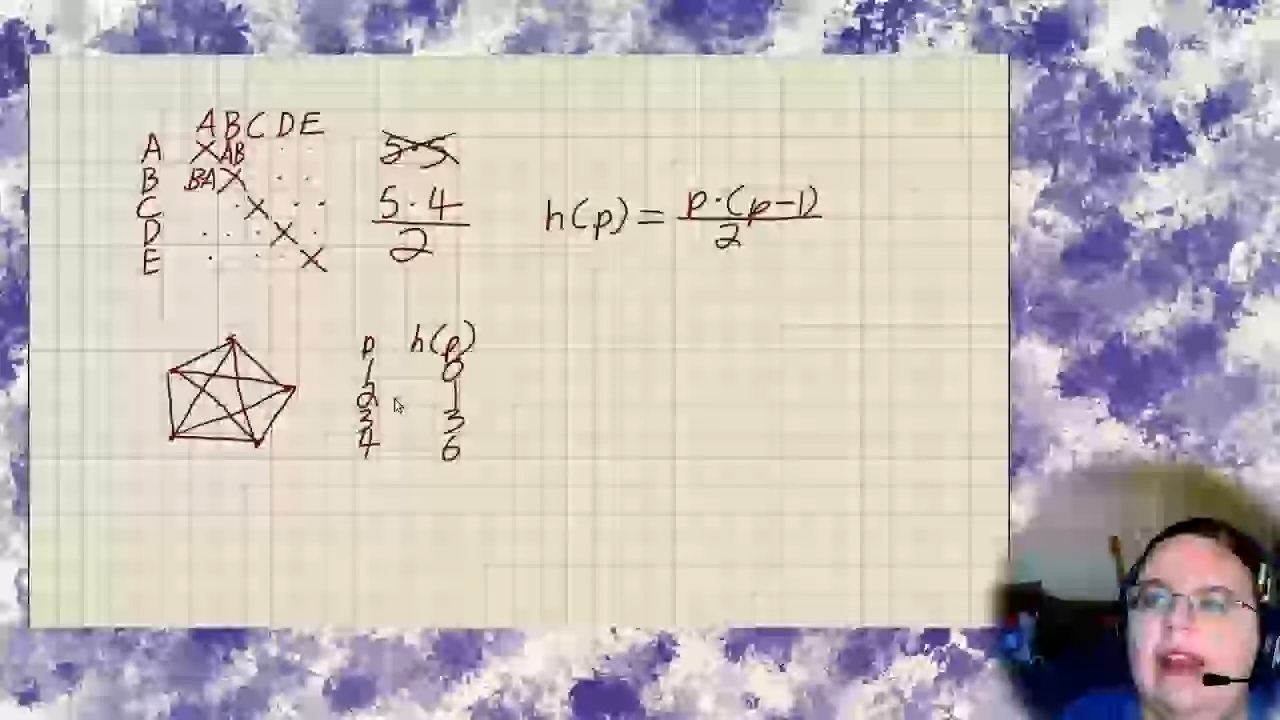 A B C D E
A X AB . .
B BA X . .
C . X . .
D . . . X .
E . . . X
5·5
5·4
2
h(p) = p·(p-1)
2
p h(p)
1 0
2 1
3 3
4 6